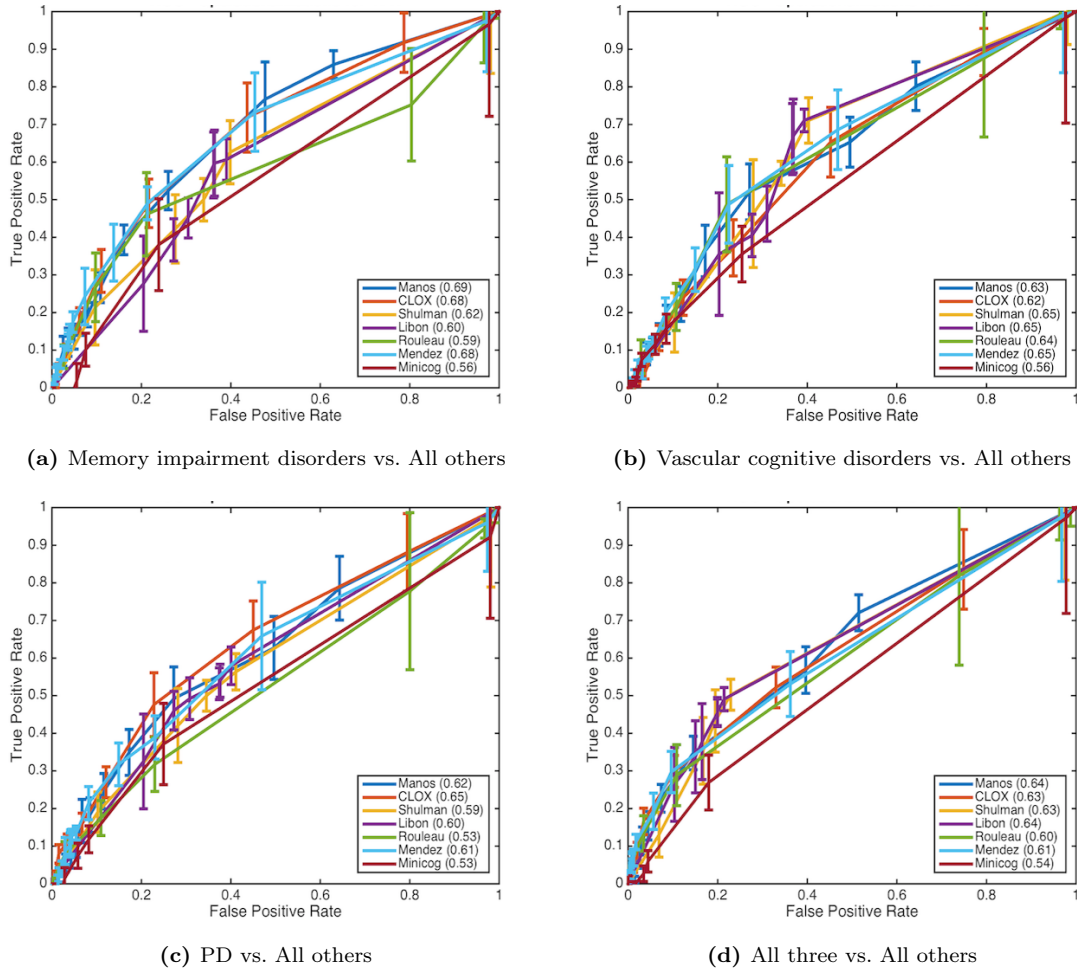 True Positive Rate
1
0.9
0.8
0.7
0.6
0.5
0.4
0.3
0.2
0.1
0
0.2
0.4
0.6
0.8
1
False Positive Rate
Manos (0.69)
CLOX (0.68)
Shulman (0.62)
Libon (0.60)
Rouleau (0.59)
Mendez (0.68)
Minicog (0.56)
(a) Memory impairment disorders vs. All others
True Positive Rate
1
0.9
0.8
0.7
0.6
0.5
0.4
0.3
0.2
0.1
0
0
0.2
0.4
0.6
0.8
1
False Positive Rate
Manos (0.63)
CLOX (0.62)
Shulman (0.65)
Libon (0.65)
Rouleau (0.64)
Mendez (0.65)
Minicog (0.56)
(b) Vascular cognitive disorders vs. All others
True Positive Rate
1
0.9
0.8
0.7
0.6
0.5
0.4
0.3
0.2
0.1
0
0
0.2
0.4
0.6
0.8
1
False Positive Rate
Manos (0.62)
CLOX (0.65)
Shulman (0.59)
Libon (0.60)
Rouleau (0.53)
Mendez (0.61)
Minicog (0.53)
(c) PD vs. All others
True Positive Rate
1
0.9
0.8
0.7
0.6
0.5
0.4
0.3
0.2
0.1
0
0
0.2
0.4
0.6
0.8
1
False Positive Rate
Manos (0.64)
CLOX (0.63)
Shulman (0.63)
Libon (0.64)
Rouleau (0.60)
Mendez (0.61)
Minicog (0.54)
(d) All three vs. All others